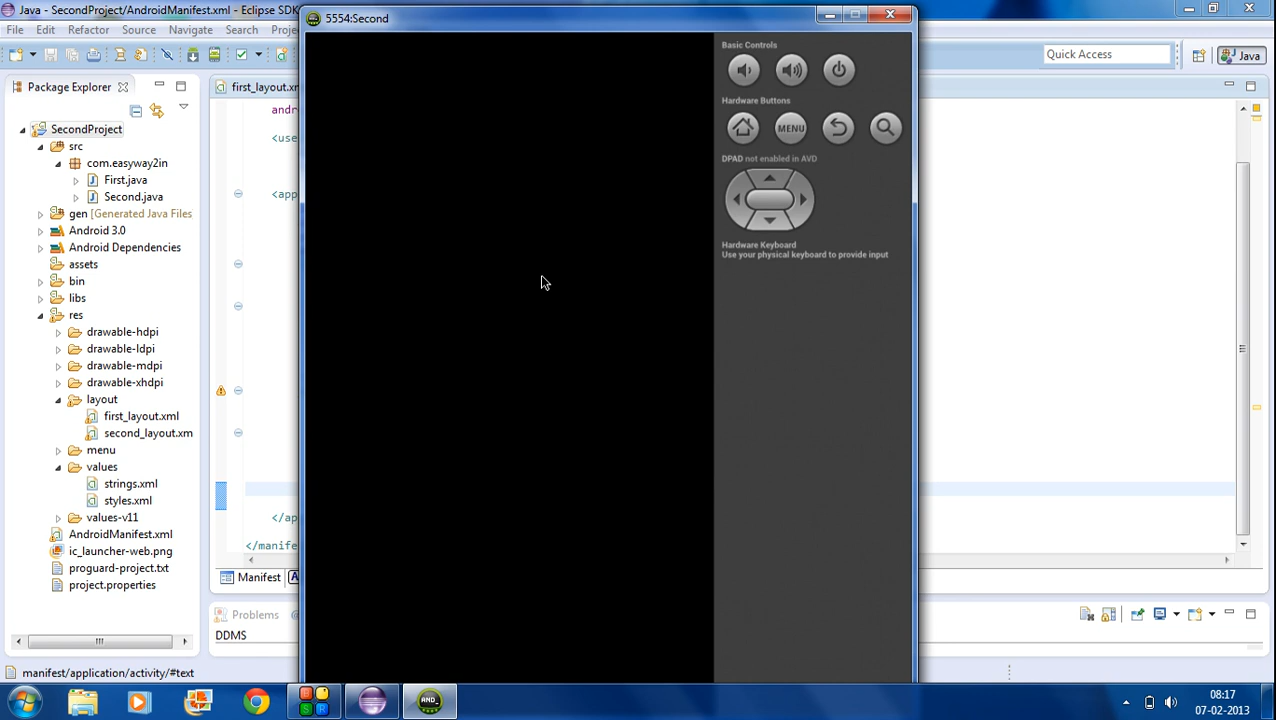 Java - SecondProject/AndroidManifest.xml - Eclipse SDK
5554:Second
File Edit Refactor Source Navigate Search Project
Quick Access
Java
Package Explorer
first_layout.xm
SecondProject
src
com.easyway2in
First.java
Second.java
gen [Generated Java Files
Android 3.0
Android Dependencies
assets
bin
libs
res
drawable-hdpi
drawable-ldpi
drawable-mdpi
drawable-xhdpi
layout
first_layout.xml
second_layout.xm
menu
values
strings.xml
styles.xml
values-v11
AndroidManifest.xml
ic_launcher-web.png
proguard-project.txt
project.properties
andr
<use
<app
</ap
</manife
Manifest
A
Problems @
DDMS
Basic Controls
Hardware Buttons
MENU
DPAD not enabled in AVD
Hardware Keyboard
Use your physical keyboard to provide input
manifest/application/activity/#text
E
S R
AND_
08:17
07-02-2013